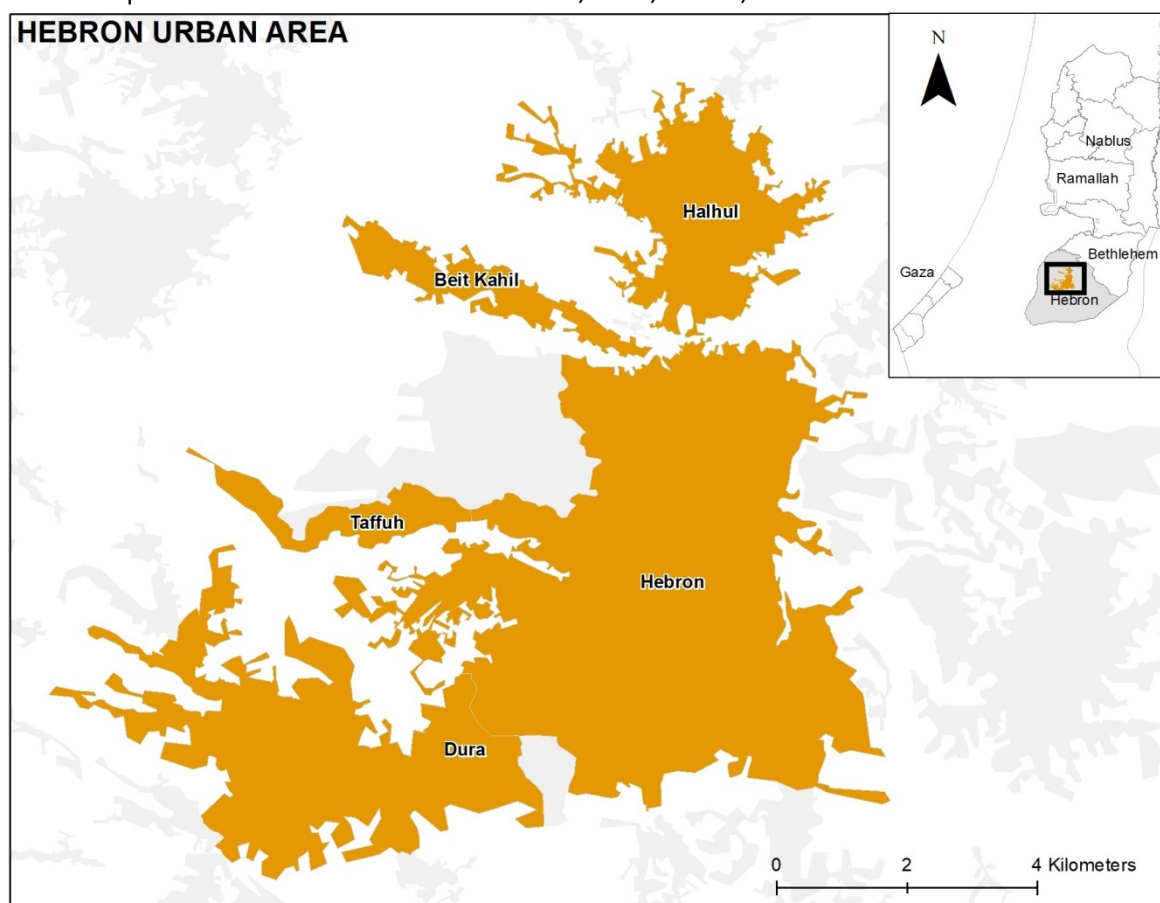 HEBRON URBAN AREA
N
Nablus
Ramallah
Bethlehem
Gaza
Hebron
Halhul
Beit Kahil
Taffuh
Hebron
Dura
0 2 4 Kilometers